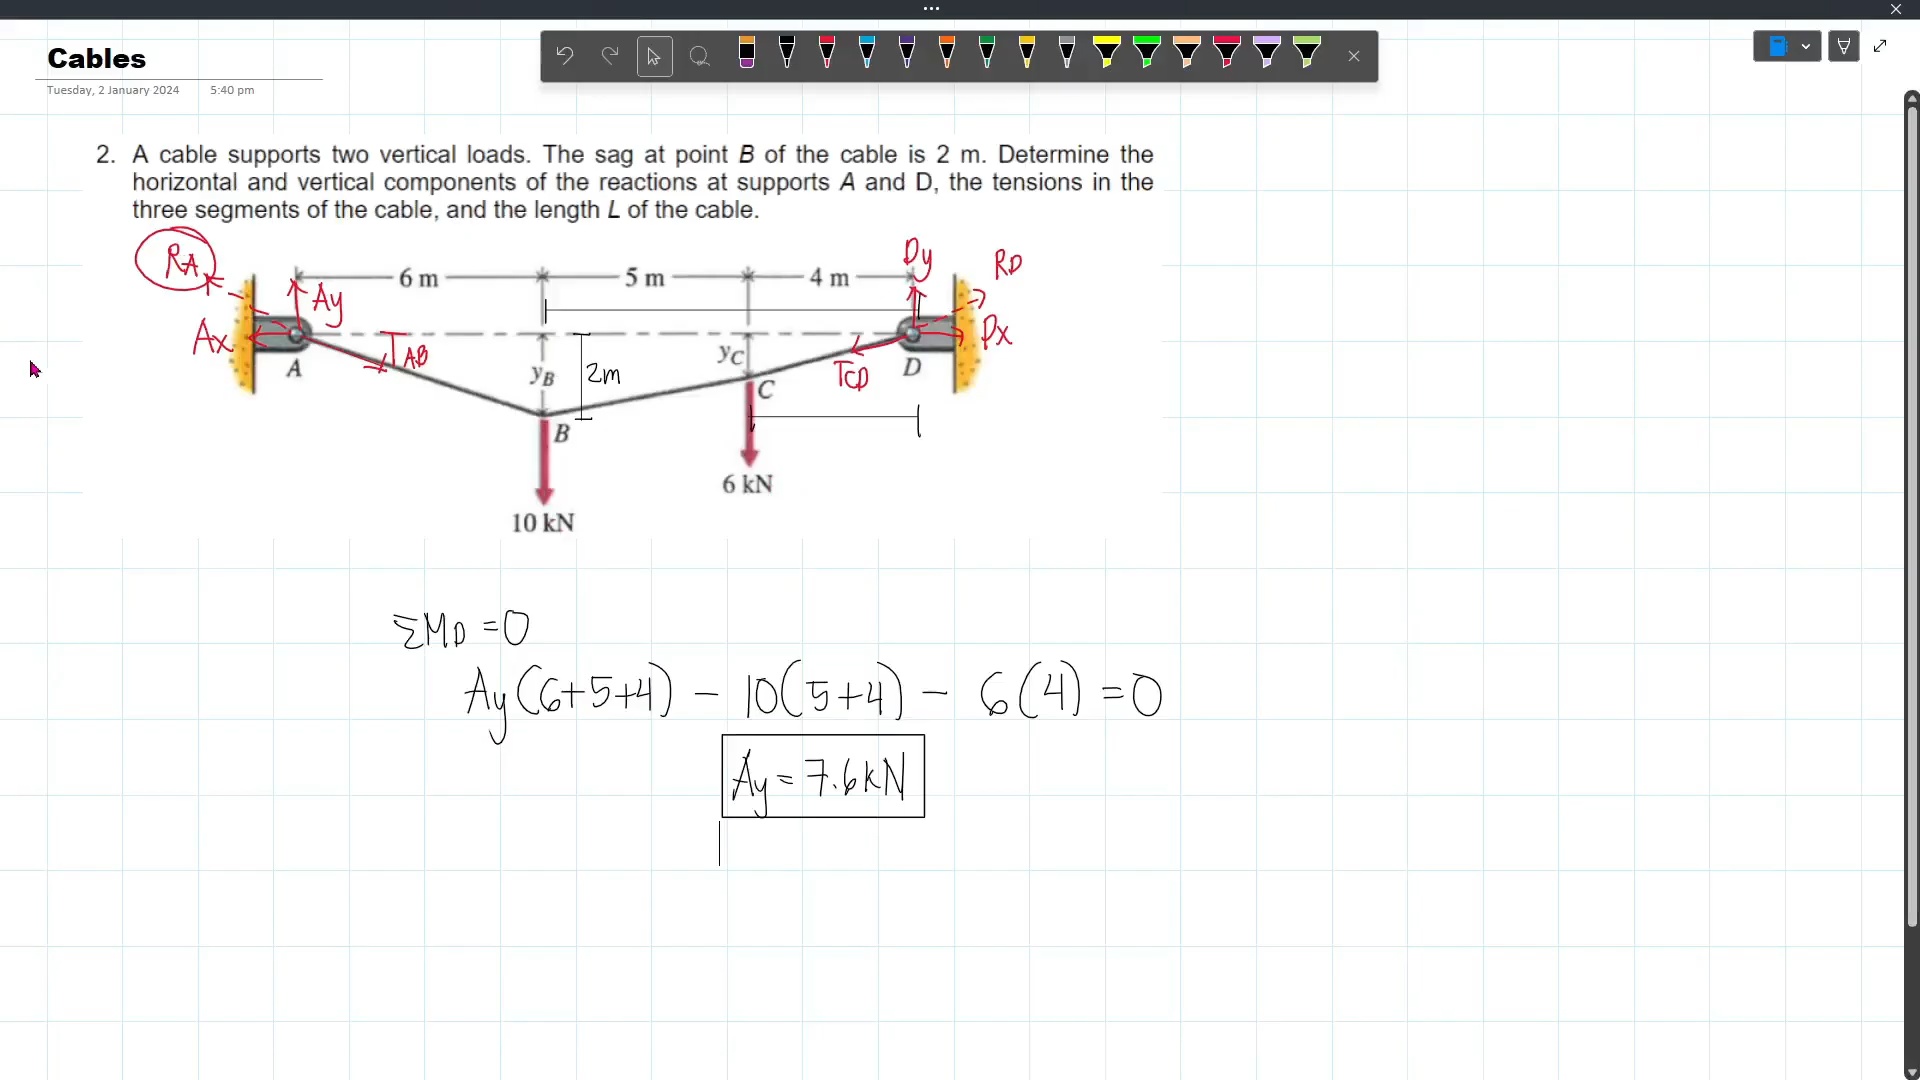 Cables
Tuesday, 2 January 2024 5:40 pm
2. A cable supports two vertical loads. The sag at point B of the cable is 2 m. Determine the
horizontal and vertical components of the reactions at supports A and D, the tensions in the
three segments of the cable, and the length L of the cable.
RA
Dy
RD
6 m 5 m 4 m
Ay
Ax
Dx
TAB
yC
A
yB
2m
TCD
D
C
B
6 kN
10 kN
ΣMD =0
Ay(6+5+4) - 10(5+4) - 6(4) =0
Ay = 7.6kN